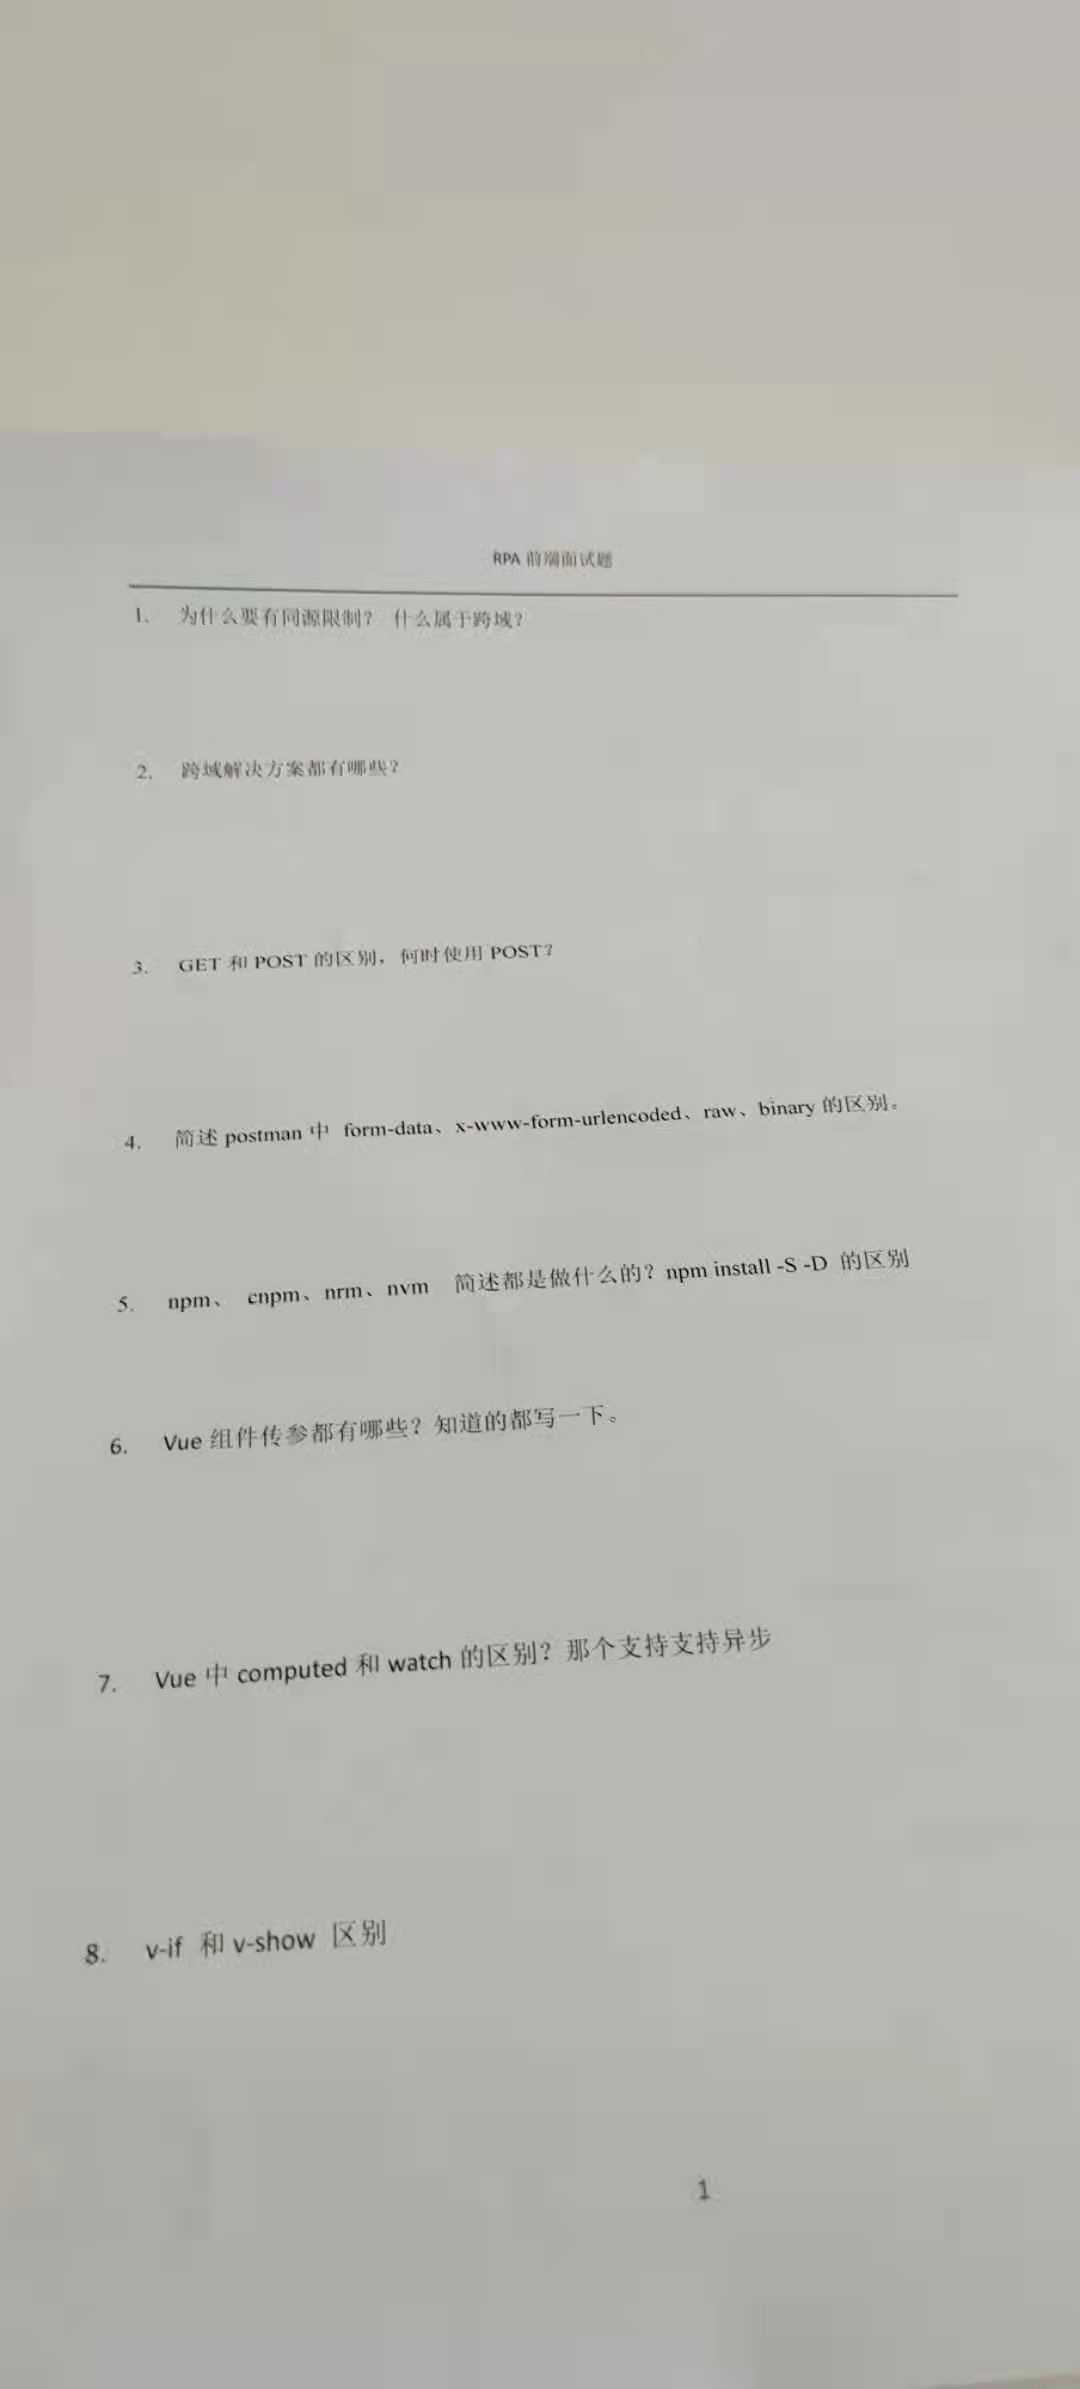 RPA 前端面试题
1. 为什么要有同源限制? 什么属于跨域?
2. 跨域解决方案都有哪些?
3. GET 和 POST 的区别，何时使用 POST?
4. 简述 postman 中 form-data、x-www-form-urlencoded、raw、binary 的区别。
5. npm、 cnpm、nrm、nvm 简述都是做什么的? npm install -S -D 的区别
6. Vue 组件传参都有哪些? 知道的都写一下。
7. Vue 中 computed 和 watch 的区别? 那个支持支持异步
8. v-if 和 v-show 区别
1